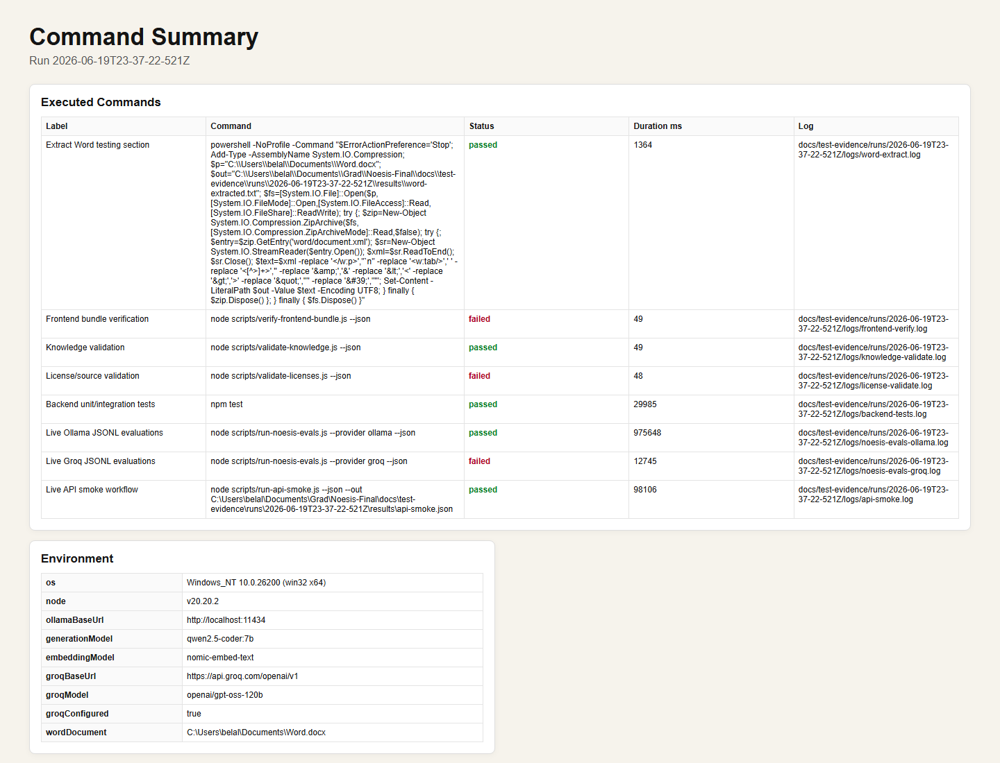 Command Summary
Run 2026-06-19T23-37-22-521Z
Executed Commands
Label Command Status Duration ms Log
Extract Word testing section
powershell -NoProfile -Command "$ErrorActionPreference='Stop';
Add-Type -AssemblyName System.IO.Compression;
$p="C:\\Users\\belal\\Documents\\Word.docx";
$out="C:\\Users\\belal\\Documents\\Grad\\Noesis-Final\\docs\\test-
evidence\\runs\\2026-06-19T23-37-22-521Z\\results\\word-
extracted.txt"; $fs=[System.IO.File]::Open($p,
[System.IO.FileMode]::Open,[System.IO.FileAccess]::Read,
[System.IO.FileShare]::ReadWrite); try {; $zip=New-Object
System.IO.Compression.ZipArchive($fs,
[System.IO.Compression.ZipArchiveMode]::Read,$false); try {;
$entry=$zip.GetEntry('word/document.xml'); $sr=New-Object
System.IO.StreamReader($entry.Open()); $xml=$sr.ReadToEnd();
$sr.Close(); $text=$xml -replace '</w:p>',"`n" -replace '<w:tab/>',' ' -
replace '<[^>]+>','' -replace '&amp;','&' -replace '&lt;','<' -replace
'&gt;','>' -replace '&quot;','"' -replace '&#39;',"'"; Set-Content -
LiteralPath $out -Value $text -Encoding UTF8; } finally {
$zip.Dispose() }; } finally { $fs.Dispose() }"
passed
1364
docs/test-evidence/runs/2026-06-19T23-
37-22-521Z/logs/word-extract.log
Frontend bundle verification
node scripts/verify-frontend-bundle.js --json
failed
49
docs/test-evidence/runs/2026-06-19T23-
37-22-521Z/logs/frontend-verify.log
Knowledge validation
node scripts/validate-knowledge.js --json
passed
49
docs/test-evidence/runs/2026-06-19T23-
37-22-521Z/logs/knowledge-validate.log
License/source validation
node scripts/validate-licenses.js --json
failed
48
docs/test-evidence/runs/2026-06-19T23-
37-22-521Z/logs/license-validate.log
Backend unit/integration tests
npm test
passed
29985
docs/test-evidence/runs/2026-06-19T23-
37-22-521Z/logs/backend-tests.log
Live Ollama JSONL evaluations
node scripts/run-noesis-evals.js --provider ollama --json
passed
975648
docs/test-evidence/runs/2026-06-19T23-
37-22-521Z/logs/noesis-evals-ollama.log
Live Groq JSONL evaluations
node scripts/run-noesis-evals.js --provider groq --json
failed
12745
docs/test-evidence/runs/2026-06-19T23-
37-22-521Z/logs/noesis-evals-groq.log
Live API smoke workflow
node scripts/run-api-smoke.js --json --out
C:\Users\belal\Documents\Grad\Noesis-Final\docs\test-
evidence\runs\2026-06-19T23-37-22-521Z\results\api-smoke.json
passed
98106
docs/test-evidence/runs/2026-06-19T23-
37-22-521Z/logs/api-smoke.log
Environment
os Windows_NT 10.0.26200 (win32 x64)
node v20.20.2
ollamaBaseUrl http://localhost:11434
generationModel qwen2.5-coder:7b
embeddingModel nomic-embed-text
groqBaseUrl https://api.groq.com/openai/v1
groqModel openai/gpt-oss-120b
groqConfigured true
wordDocument C:\Users\belal\Documents\Word.docx